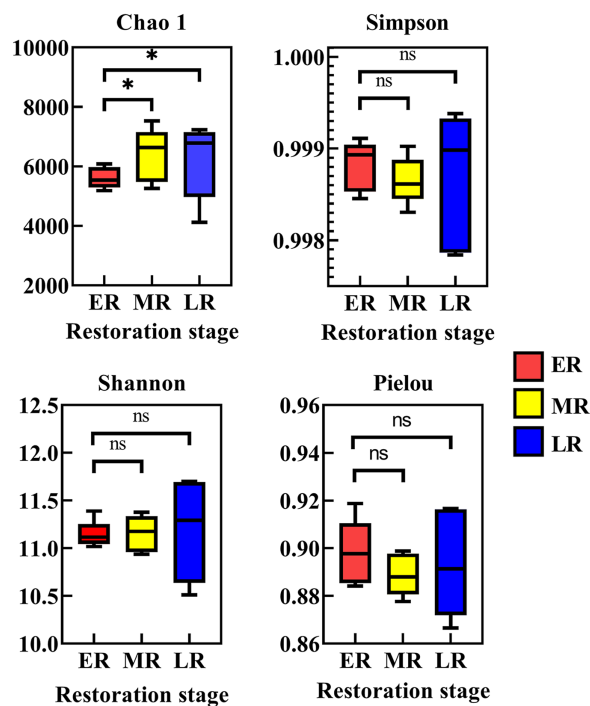 Chao 1
10000
8000
6000
4000
2000
*
*
ER MR LR
Restoration stage
Simpson
1.000
0.999
0.998
ns
ns
ER MR LR
Restoration stage
Shannon
12.5
12.0
11.5
11.0
10.5
10.0
ns
ns
ER MR LR
Restoration stage
Pielou
0.96
0.94
0.92
0.90
0.88
0.86
ns
ns
ER MR LR
Restoration stage
ER
MR
LR